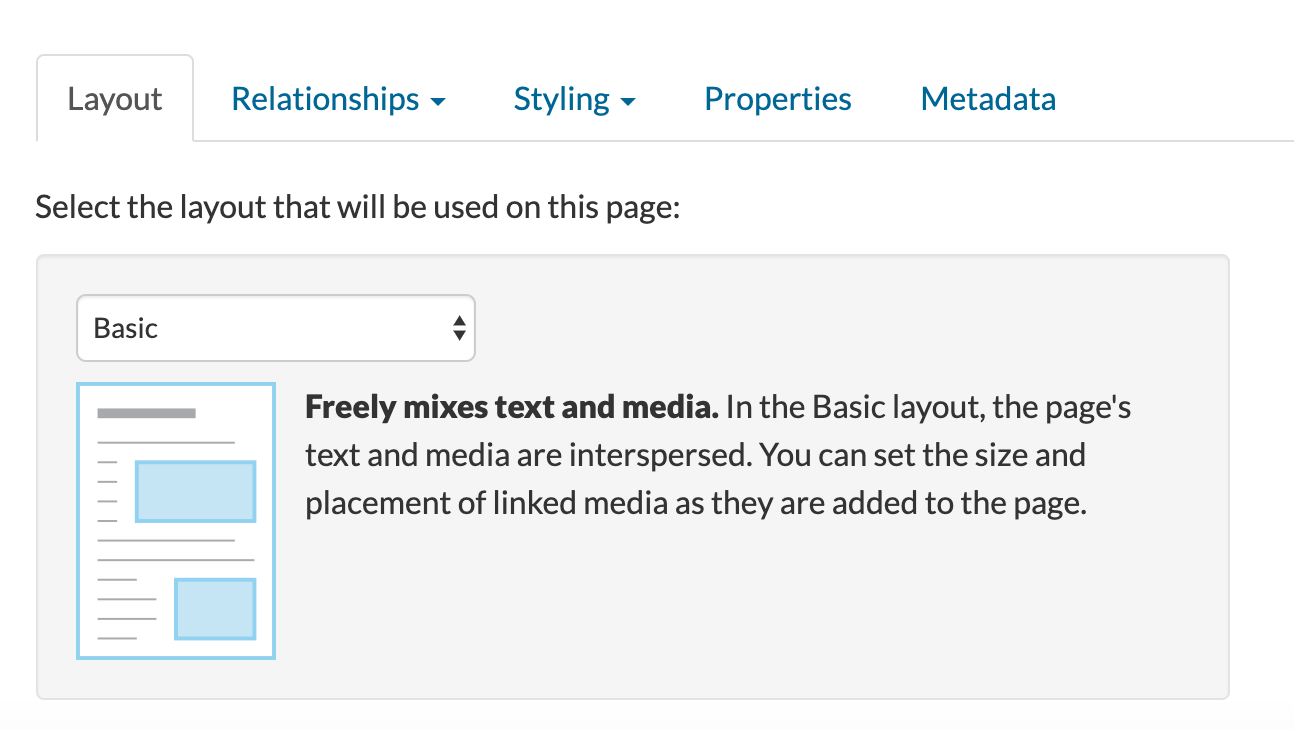 Layout Relationships Styling Properties Metadata
Select the layout that will be used on this page:
Basic
Freely mixes text and media. In the Basic layout, the page's
text and media are interspersed. You can set the size and
placement of linked media as they are added to the page.